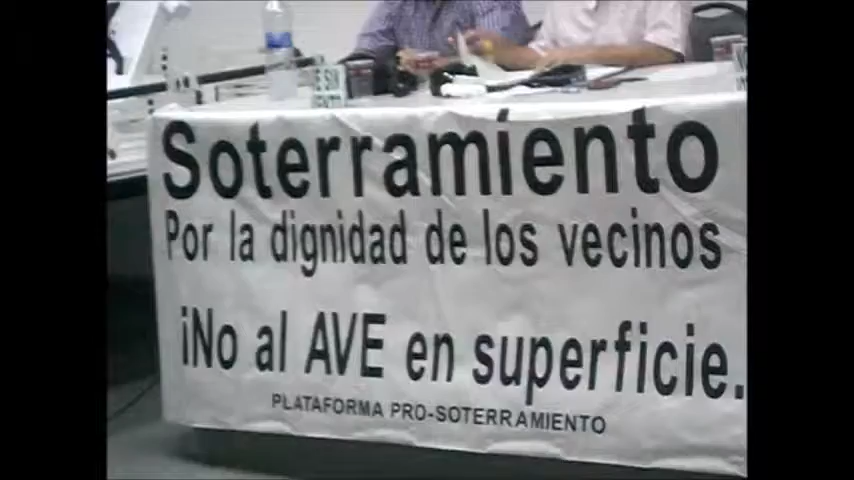 Soterramiento
Por la dignidad de los vecinos
¡No al AVE en superficie.
PLATAFORMA PRO-SOTERRAMIENTO